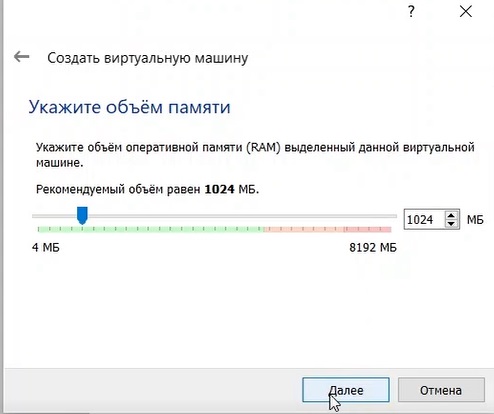 ?
Создать виртуальную машину
Укажите объём памяти
Укажите объём оперативной памяти (RAM) выделенный данной виртуальной
машине.
Рекомендуемый объём равен 1024 МБ.
1024 МБ
4 МБ 8192 МБ
Далее Отмена